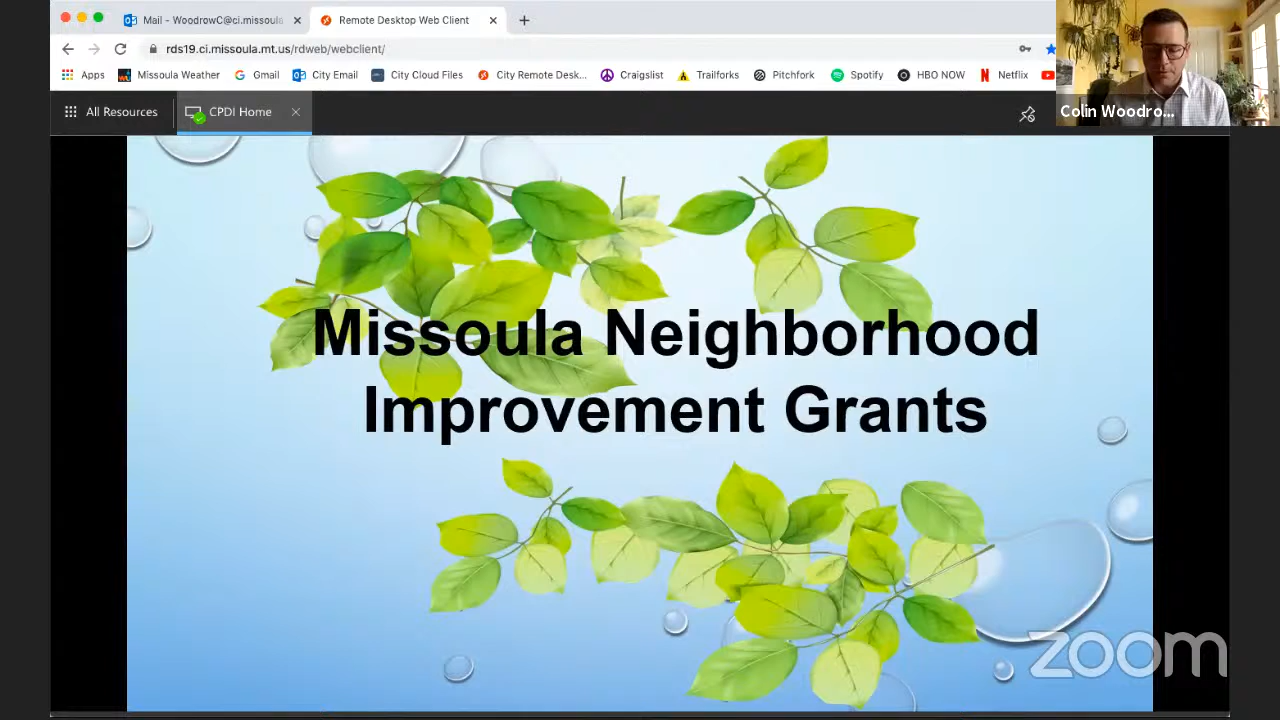 Mail - WoodrowC@ci.missoula
Remote Desktop Web Client
rds19.ci.missoula.mt.us/rdweb/webclient/
Apps Missoula Weather Gmail City Email City Cloud Files City Remote Desk... Craigslist Trailforks Pitchfork Spotify HBO NOW Netflix
All Resources CPDI Home
Colin Woodro...
Missoula Neighborhood
Improvement Grants
zoom